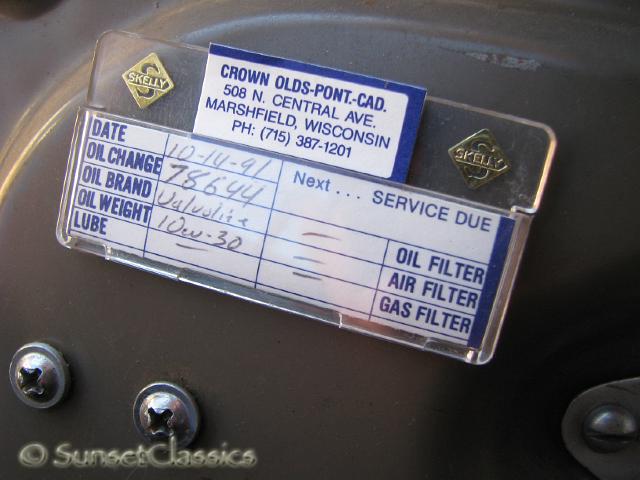 SKELLY
CROWN OLDS-PONT.-CAD.
508 N. CENTRAL AVE.
MARSHFIELD, WISCONSIN
PH: (715) 387-1201
SKELLY
DATE 10-14-91
OIL CHANGE 78644
OIL BRAND Valvoline
OIL WEIGHT 10w-30
LUBE —
Next . . . SERVICE DUE
— OIL FILTER
— AIR FILTER
— GAS FILTER
© SunsetClassics